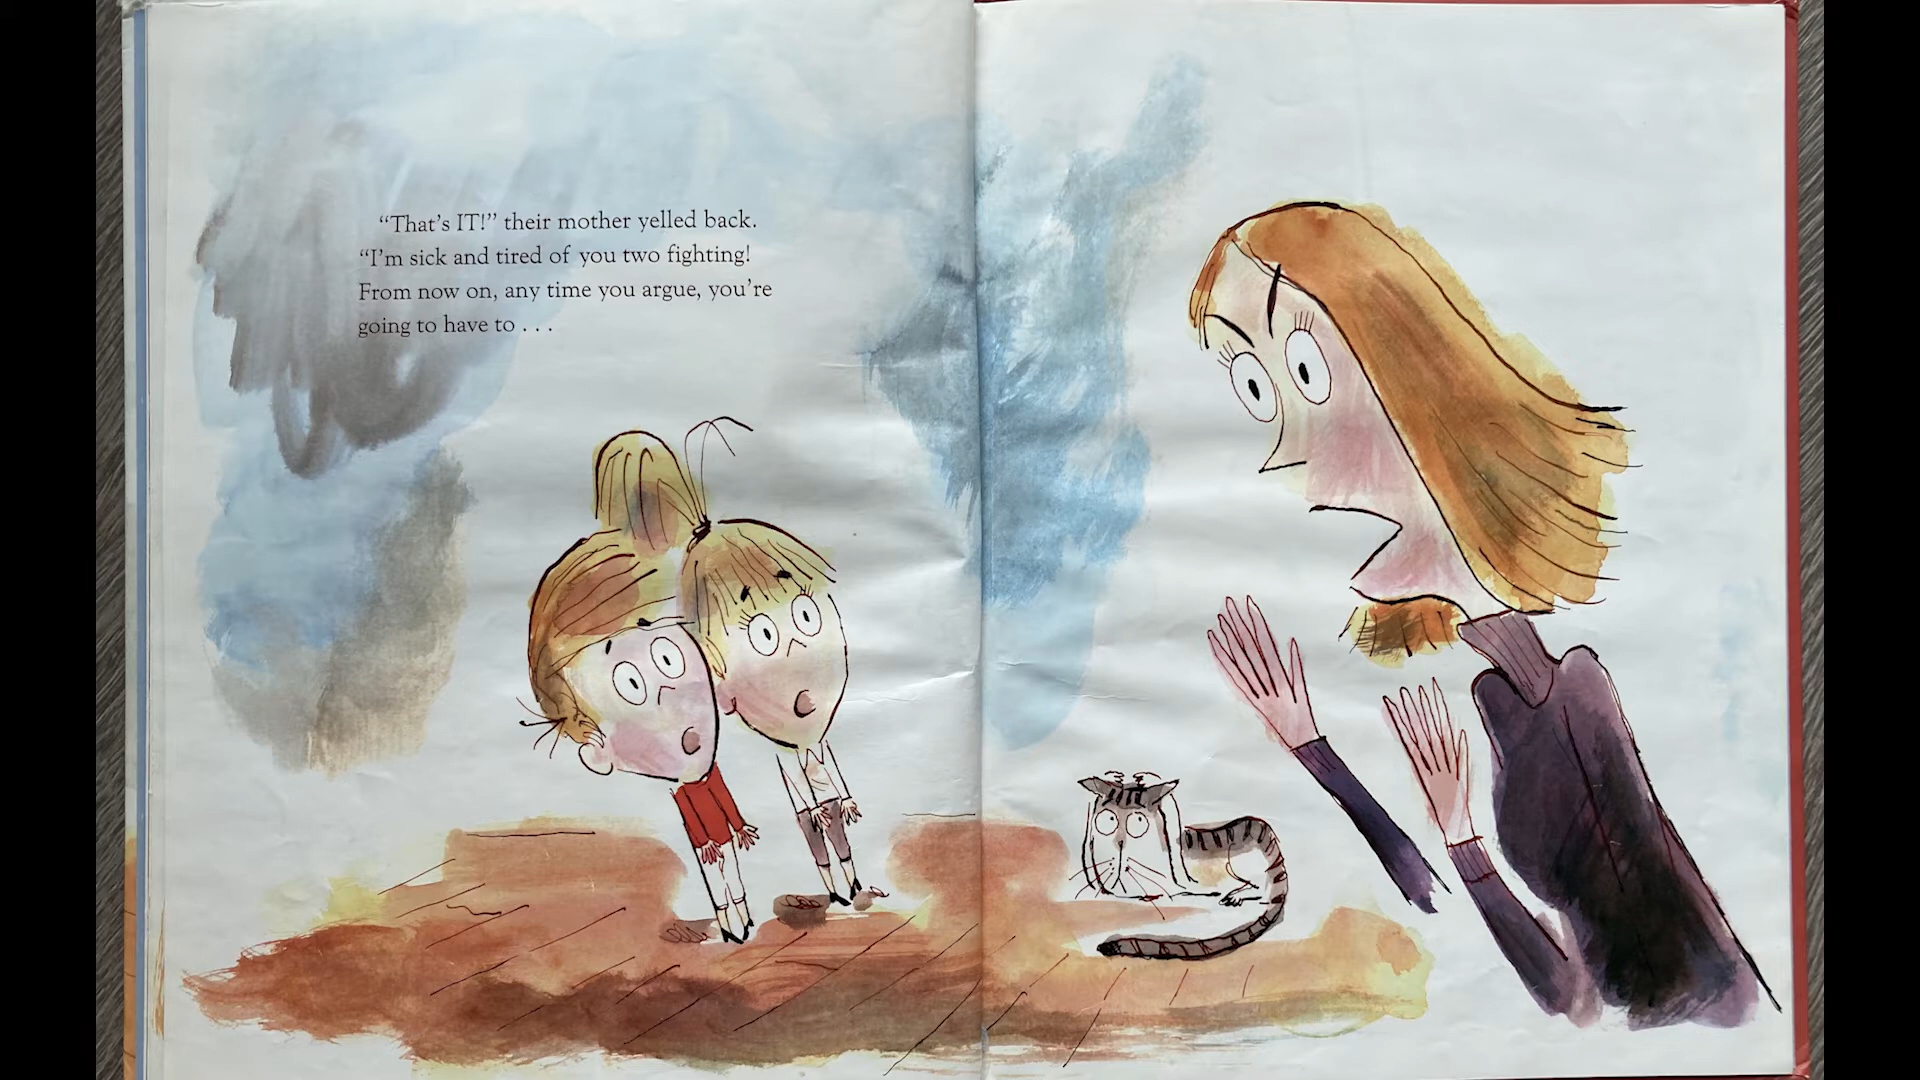 “That’s IT!” their mother yelled back.
“I’m sick and tired of you two fighting!
From now on, any time you argue, you’re
going to have to . . .